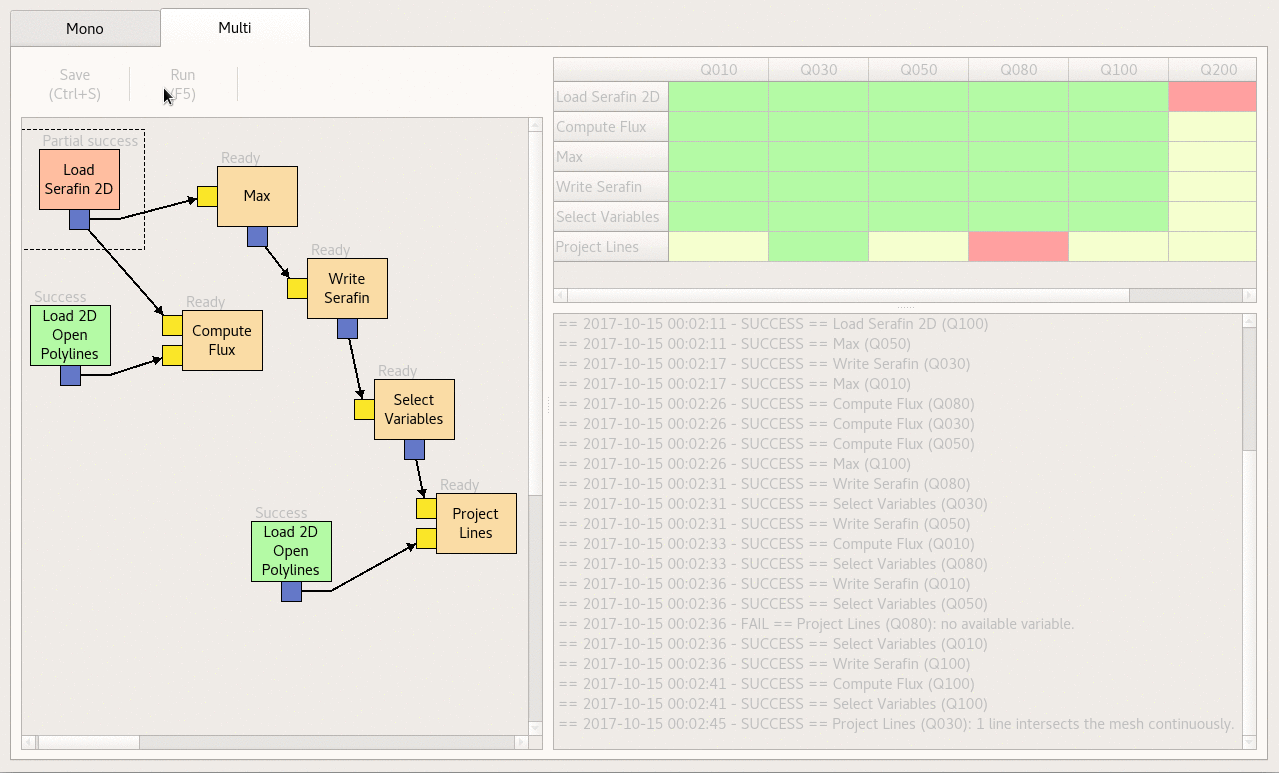 Mono
Multi
Save
(Ctrl+S)
Run
(F5)
Partial success
Load
Serafin 2D
Ready
Max
Ready
Write
Serafin
Success
Load 2D
Open
Polylines
Ready
Compute
Flux
Ready
Select
Variables
Ready
Project
Lines
Success
Load 2D
Open
Polylines
Q010 Q030 Q050 Q080 Q100 Q200
Load Serafin 2D
Compute Flux
Max
Write Serafin
Select Variables
Project Lines
== 2017-10-15 00:02:11 - SUCCESS == Load Serafin 2D (Q100)
== 2017-10-15 00:02:11 - SUCCESS == Max (Q050)
== 2017-10-15 00:02:17 - SUCCESS == Write Serafin (Q030)
== 2017-10-15 00:02:17 - SUCCESS == Max (Q010)
== 2017-10-15 00:02:26 - SUCCESS == Compute Flux (Q080)
== 2017-10-15 00:02:26 - SUCCESS == Compute Flux (Q030)
== 2017-10-15 00:02:26 - SUCCESS == Compute Flux (Q050)
== 2017-10-15 00:02:26 - SUCCESS == Max (Q100)
== 2017-10-15 00:02:31 - SUCCESS == Write Serafin (Q080)
== 2017-10-15 00:02:31 - SUCCESS == Select Variables (Q030)
== 2017-10-15 00:02:31 - SUCCESS == Write Serafin (Q050)
== 2017-10-15 00:02:33 - SUCCESS == Compute Flux (Q010)
== 2017-10-15 00:02:33 - SUCCESS == Select Variables (Q080)
== 2017-10-15 00:02:36 - SUCCESS == Write Serafin (Q010)
== 2017-10-15 00:02:36 - SUCCESS == Select Variables (Q050)
== 2017-10-15 00:02:36 - FAIL == Project Lines (Q080): no available variable.
== 2017-10-15 00:02:36 - SUCCESS == Select Variables (Q010)
== 2017-10-15 00:02:36 - SUCCESS == Write Serafin (Q100)
== 2017-10-15 00:02:41 - SUCCESS == Compute Flux (Q100)
== 2017-10-15 00:02:41 - SUCCESS == Select Variables (Q100)
== 2017-10-15 00:02:45 - SUCCESS == Project Lines (Q030): 1 line intersects the mesh continuously.